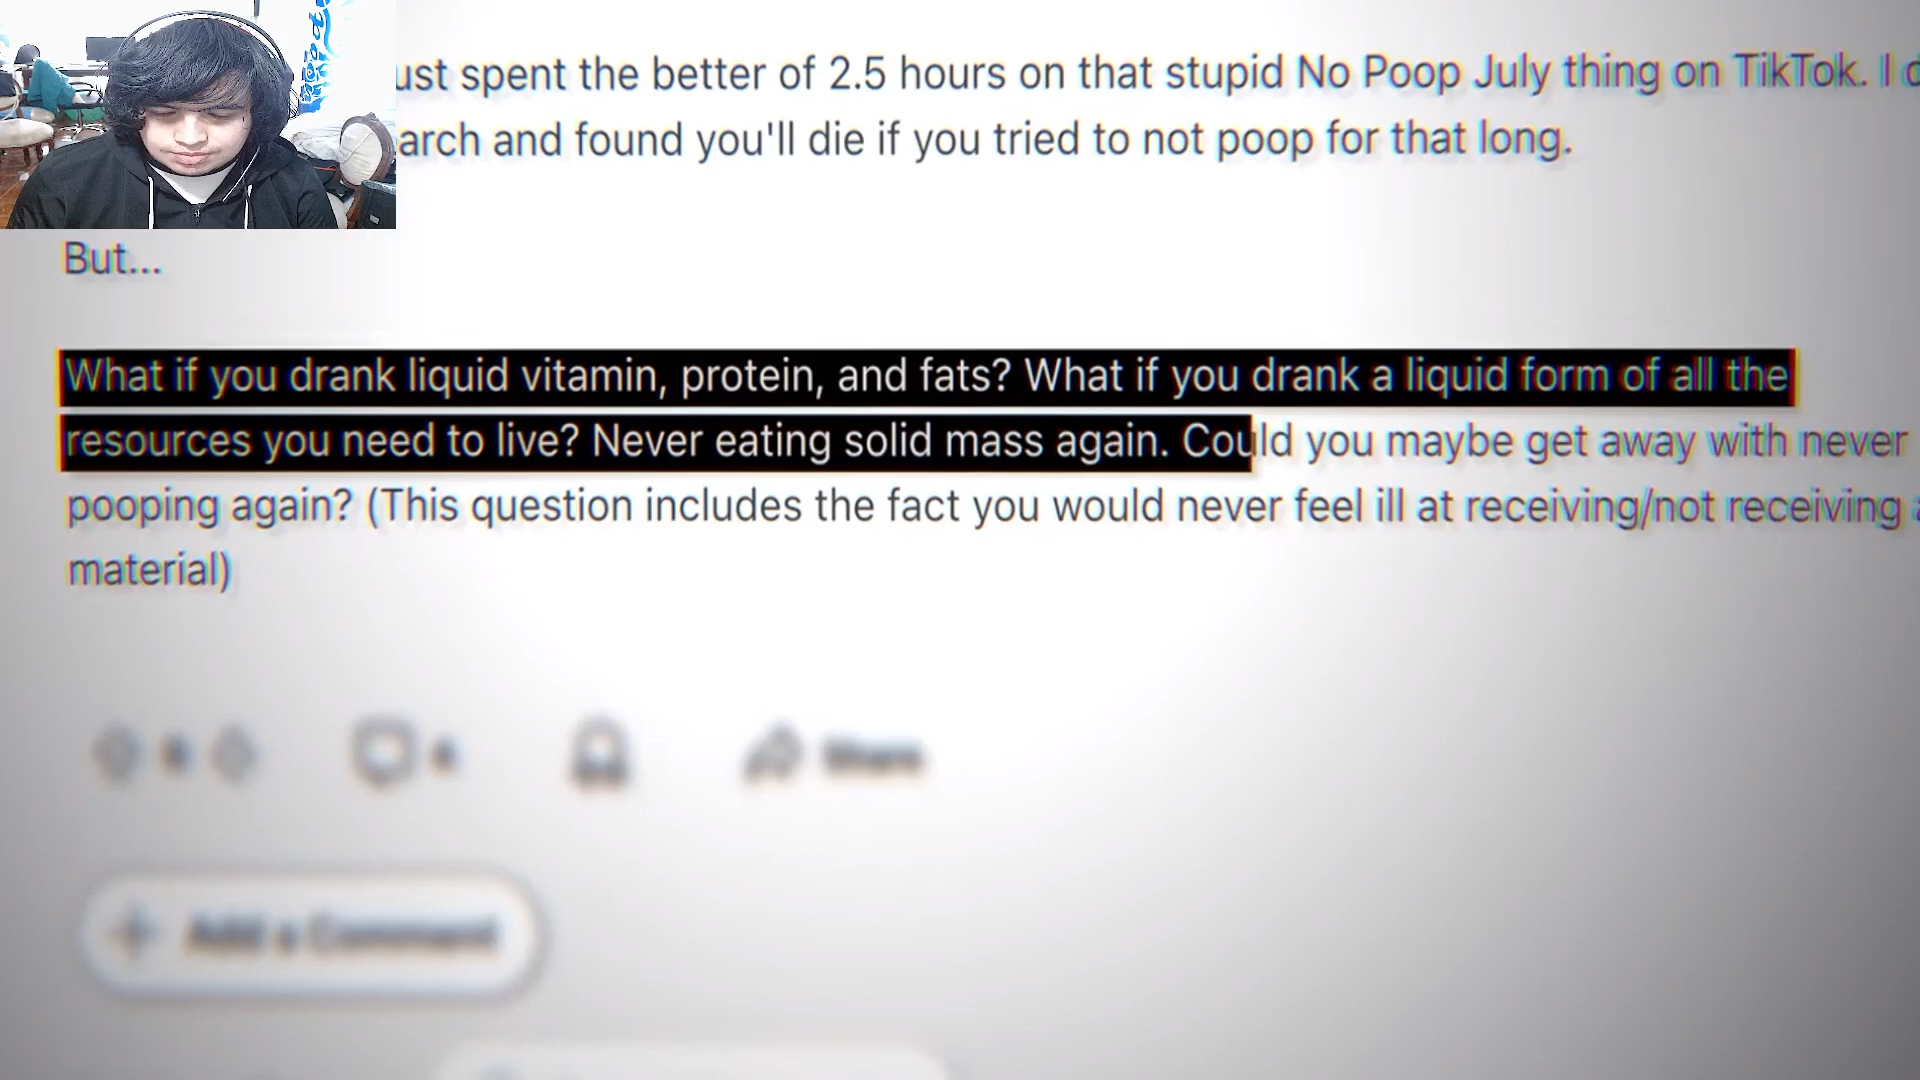 ust spent the better of 2.5 hours on that stupid No Poop July thing on TikTok. I
arch and found you'll die if you tried to not poop for that long.
But...
What if you drank liquid vitamin, protein, and fats? What if you drank a liquid form of all the
resources you need to live? Never eating solid mass again. Could you maybe get away with never
pooping again? (This question includes the fact you would never feel ill at receiving/not receiving
material)
Share
Add a Comment